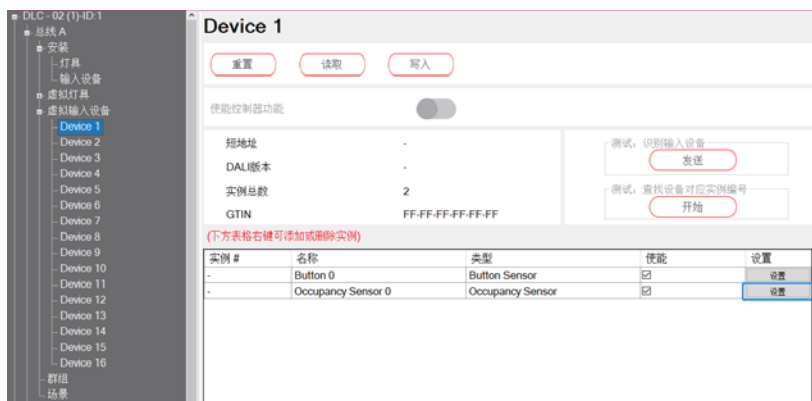 DLC - 02 (1)-ID:1
总线 A
安装
灯具
输入设备
虚拟灯具
虚拟输入设备
Device 1
Device 2
Device 3
Device 4
Device 5
Device 6
Device 7
Device 8
Device 9
Device 10
Device 11
Device 12
Device 13
Device 14
Device 15
Device 16
群组
场景
Device 1
重置 读取 写入
使能控制器功能
短地址 -
DALI版本 -
实例总数 2
GTIN FF-FF-FF-FF-FF-FF
测试，识别输入设备
发送
测试，查找设备对应实例编号
开始
(下方表格右键可添加或删除实例)
实例 # 名称 类型 使能 设置
- Button 0 Button Sensor 设置
- Occupancy Sensor 0 Occupancy Sensor 设置